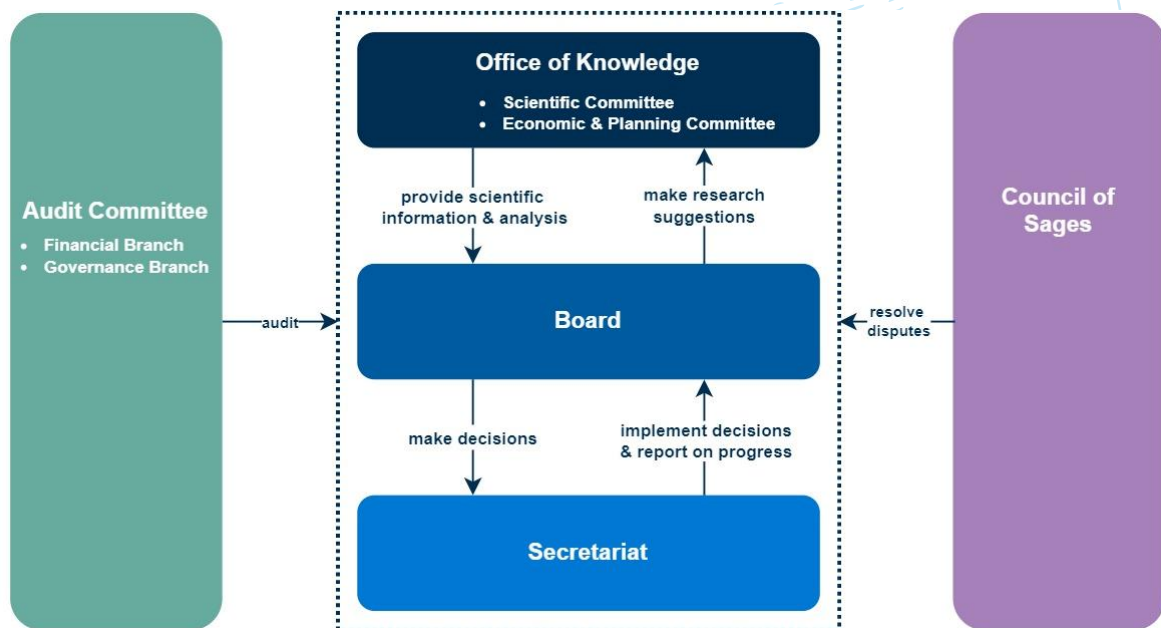 Office of Knowledge
• Scientific Committee
• Economic & Planning Committee
provide scientific
information & analysis
make research
suggestions
Audit Committee
• Financial Branch
• Governance Branch
Council of
Sages
audit
Board
resolve
disputes
make decisions
implement decisions
& report on progress
Secretariat